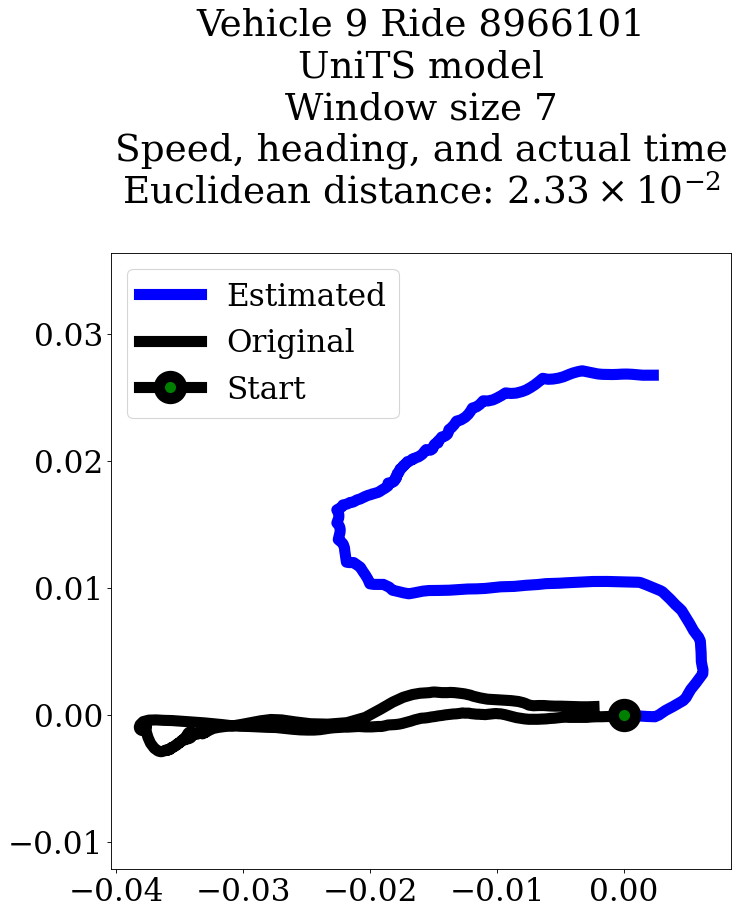 Vehicle 9 Ride 8966101
UniTS model
Window size 7
Speed, heading, and actual time
Euclidean distance: 2.33 × 10⁻²
Estimated
Original
Start
0.03
0.02
0.01
0.00
−0.01
−0.04 −0.03 −0.02 −0.01 0.00